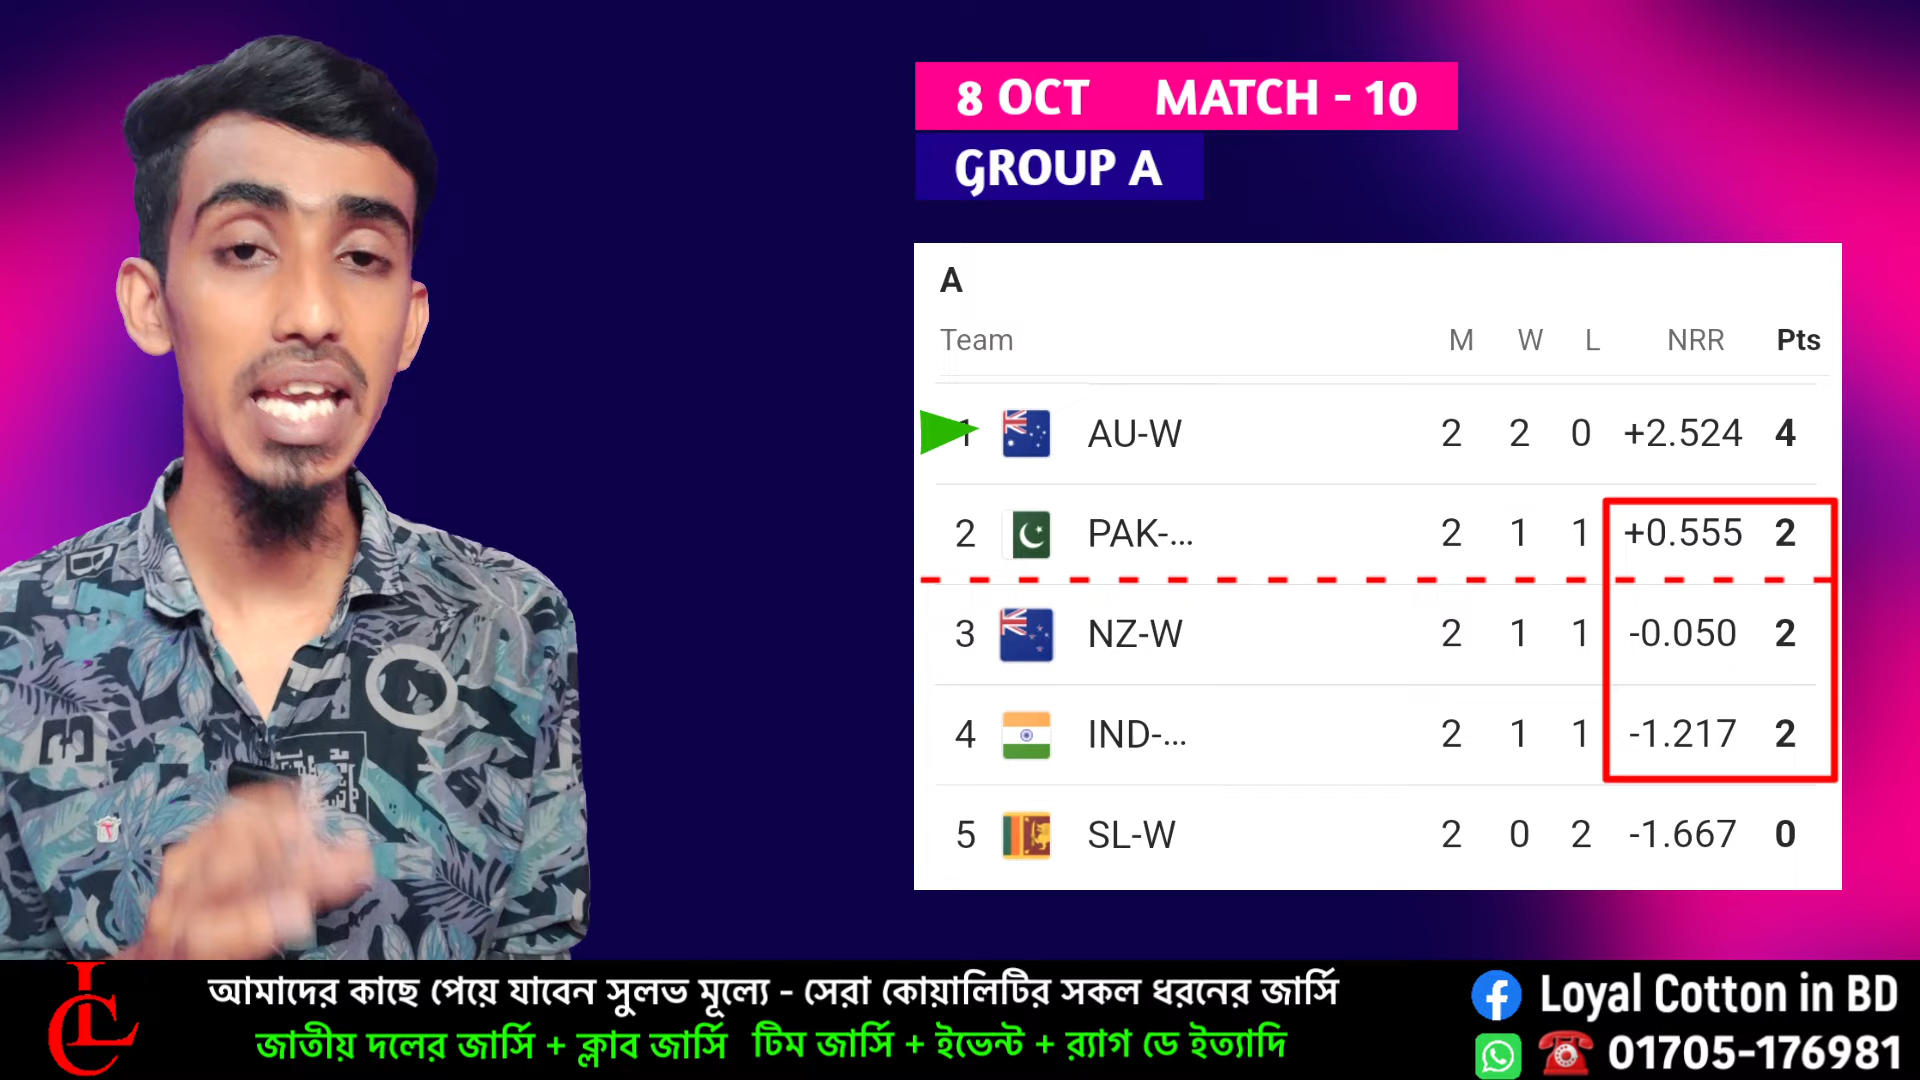 8 OCT MATCH - 10
GROUP A
A
Team M W L NRR Pts
1 AU-W 2 2 0 +2.524 4
2 PAK-... 2 1 1 +0.555 2
3 NZ-W 2 1 1 -0.050 2
4 IND-... 2 1 1 -1.217 2
5 SL-W 2 0 2 -1.667 0
LC
আমাদের কাছে পেয়ে যাবেন সুলভ মূল্যে - সেরা কোয়ালিটির সকল ধরনের জার্সি
জাতীয় দলের জার্সি + ক্লাব জার্সি টিম জার্সি + ইভেন্ট + র‍্যাগ ডে ইত্যাদি
Loyal Cotton in BD
01705-176981